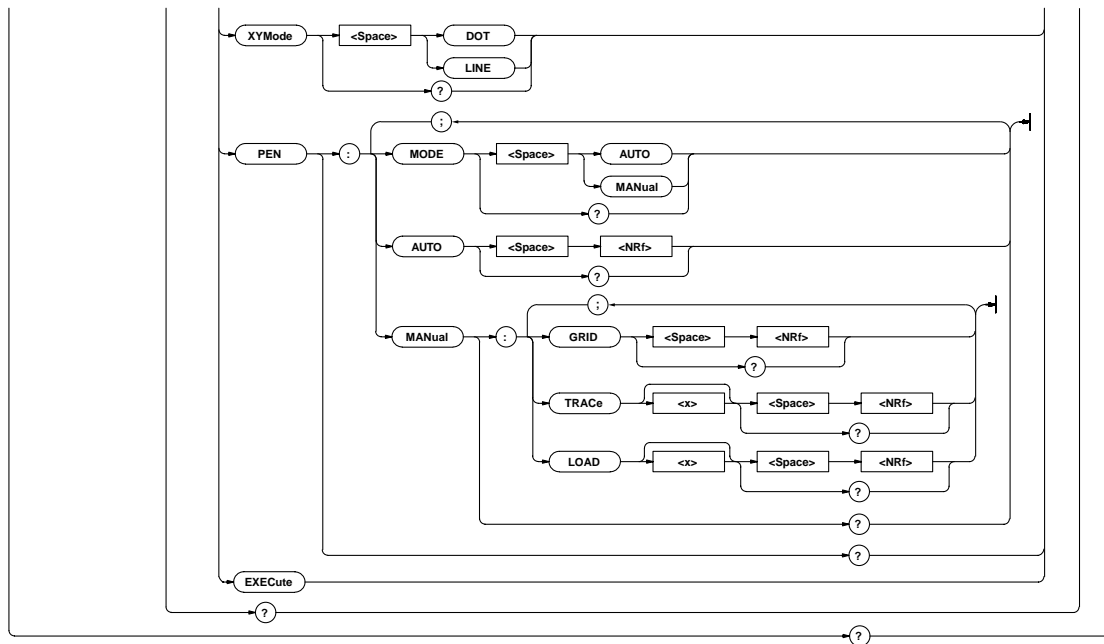 XYMode <Space> DOT
LINE
?
;
PEN : MODE <Space> AUTO
MANual
?
AUTO <Space> <NRf>
?
;
MANual : GRID <Space> <NRf>
?
TRACe <x> <Space> <NRf>
?
LOAD <x> <Space> <NRf>
?
?
?
EXECute
?
?